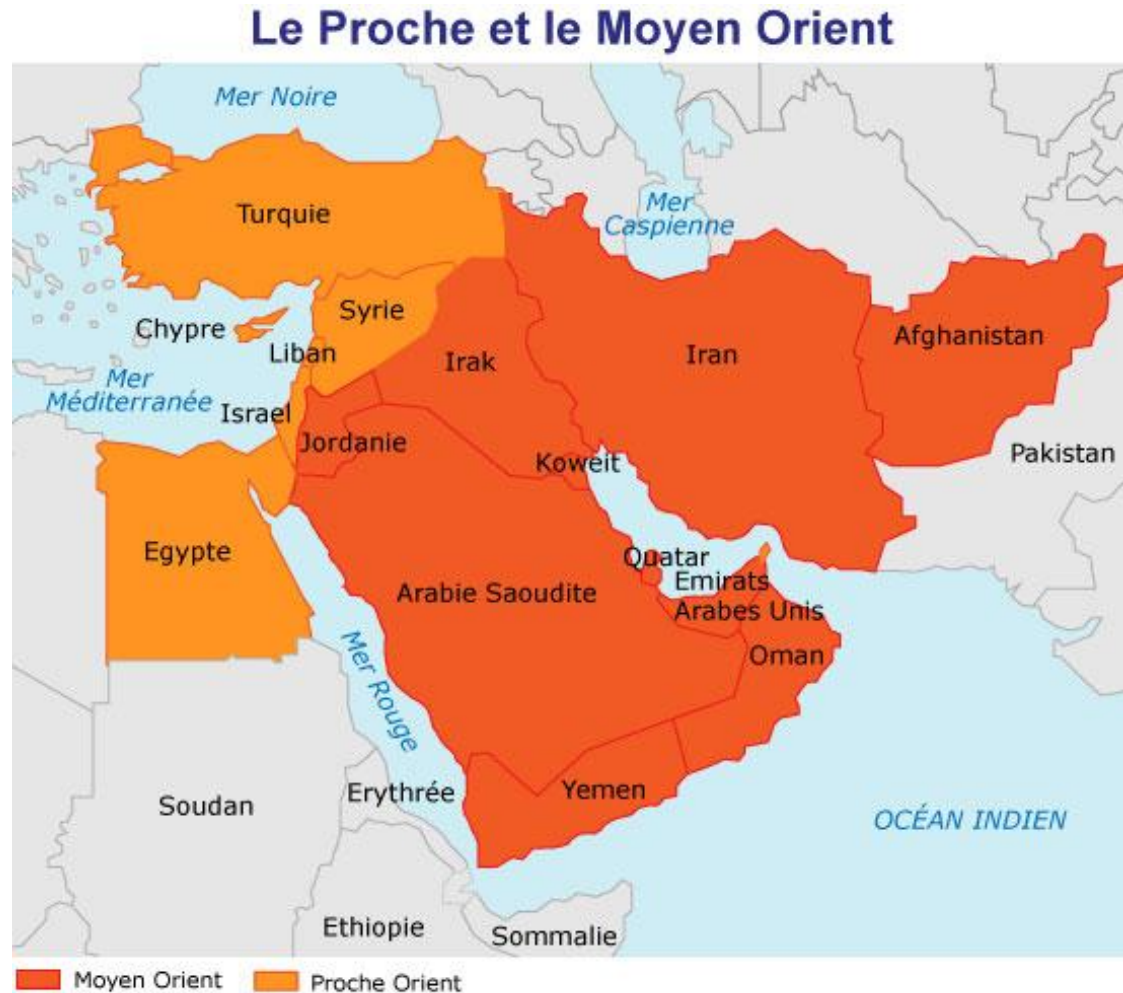 Le Proche et le Moyen Orient
Mer Noire
Turquie
Mer
Caspienne
Chypre
Syrie
Liban
Irak
Iran
Afghanistan
Mer
Méditerranée
Israel
Jordanie
Koweit
Pakistan
Egypte
Arabie Saoudite
Quatar
Emirats
Arabes Unis
Oman
Mer Rouge
Soudan
Erythrée
Yemen
OCÉAN INDIEN
Ethiopie
Sommalie
Moyen Orient
Proche Orient